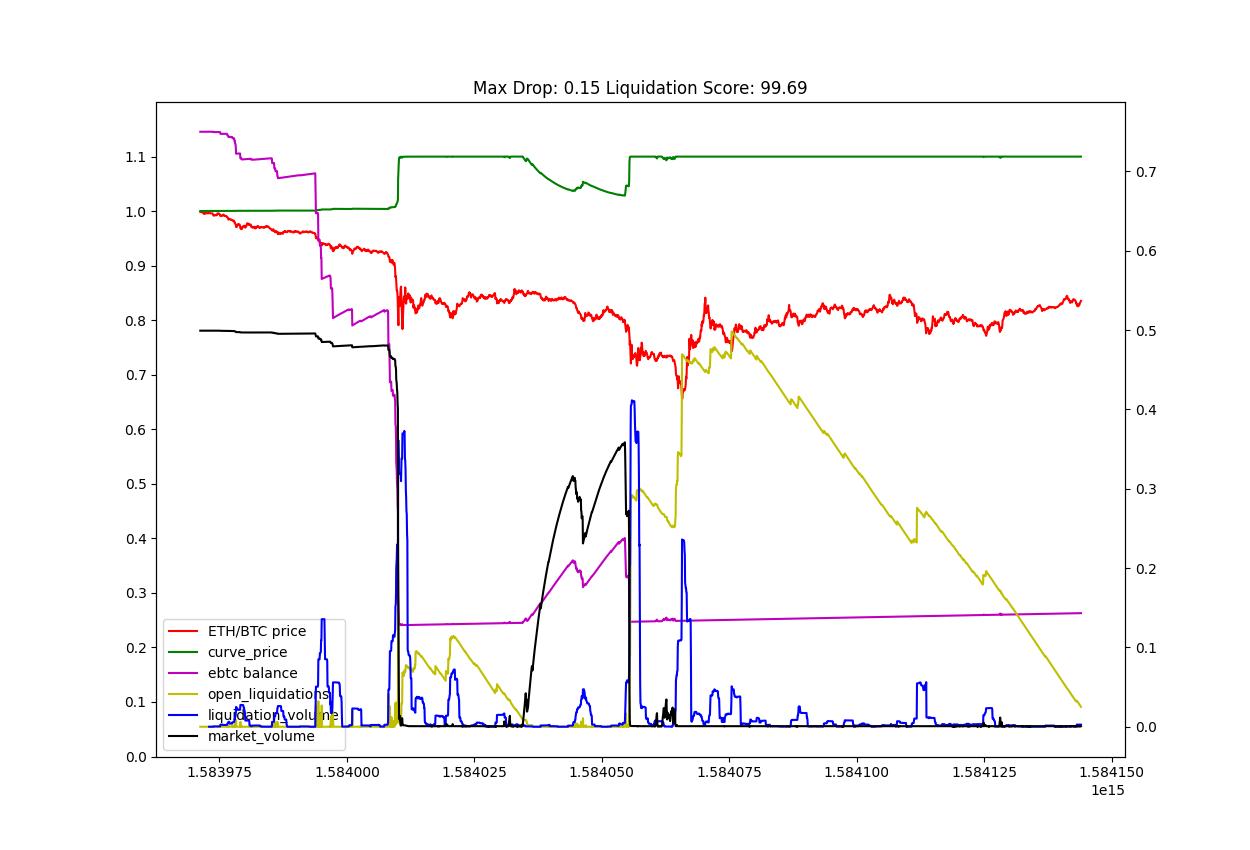 Max Drop: 0.15 Liquidation Score: 99.69
1.1
1.0
0.9
0.8
0.7
0.6
0.5
0.4
0.3
0.2
0.1
0.0
0.7
0.6
0.5
0.4
0.3
0.2
0.1
0.0
ETH/BTC price
curve_price
ebtc balance
open_liquidations
liquidation_volume
market_volume
1.583975 1.584000 1.584025 1.584050 1.584075 1.584100 1.584125 1.584150
1e15